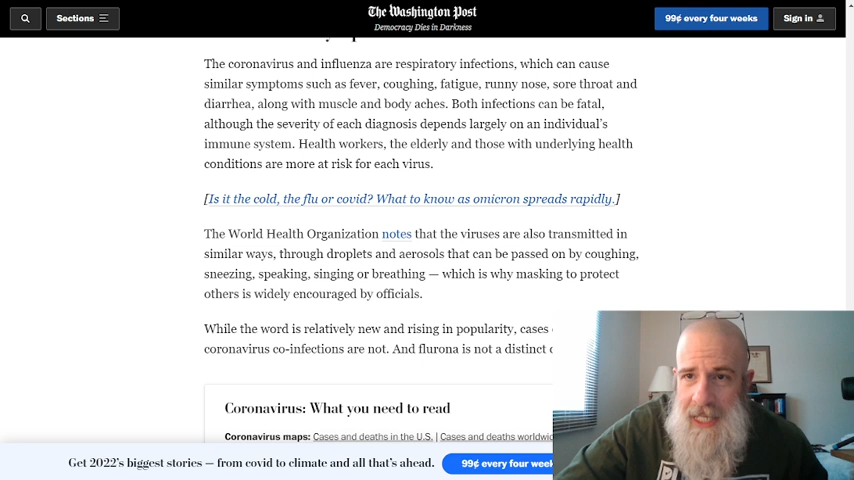 Sections
The Washington Post
Democracy Dies in Darkness
99¢ every four weeks
Sign in
The coronavirus and influenza are respiratory infections, which can cause
similar symptoms such as fever, coughing, fatigue, runny nose, sore throat and
diarrhea, along with muscle and body aches. Both infections can be fatal,
although the severity of each diagnosis depends largely on an individual’s
immune system. Health workers, the elderly and those with underlying health
conditions are more at risk for each virus.
[Is it the cold, the flu or covid? What to know as omicron spreads rapidly.]
The World Health Organization notes that the viruses are also transmitted in
similar ways, through droplets and aerosols that can be passed on by coughing,
sneezing, speaking, singing or breathing — which is why masking to protect
others is widely encouraged by officials.
While the word is relatively new and rising in popularity, cases
coronavirus co-infections are not. And flurona is not a distinct
Coronavirus: What you need to read
Coronavirus maps: Cases and deaths in the U.S. | Cases and deaths worldwid
Get 2022’s biggest stories — from covid to climate and all that’s ahead.
99¢ every four week